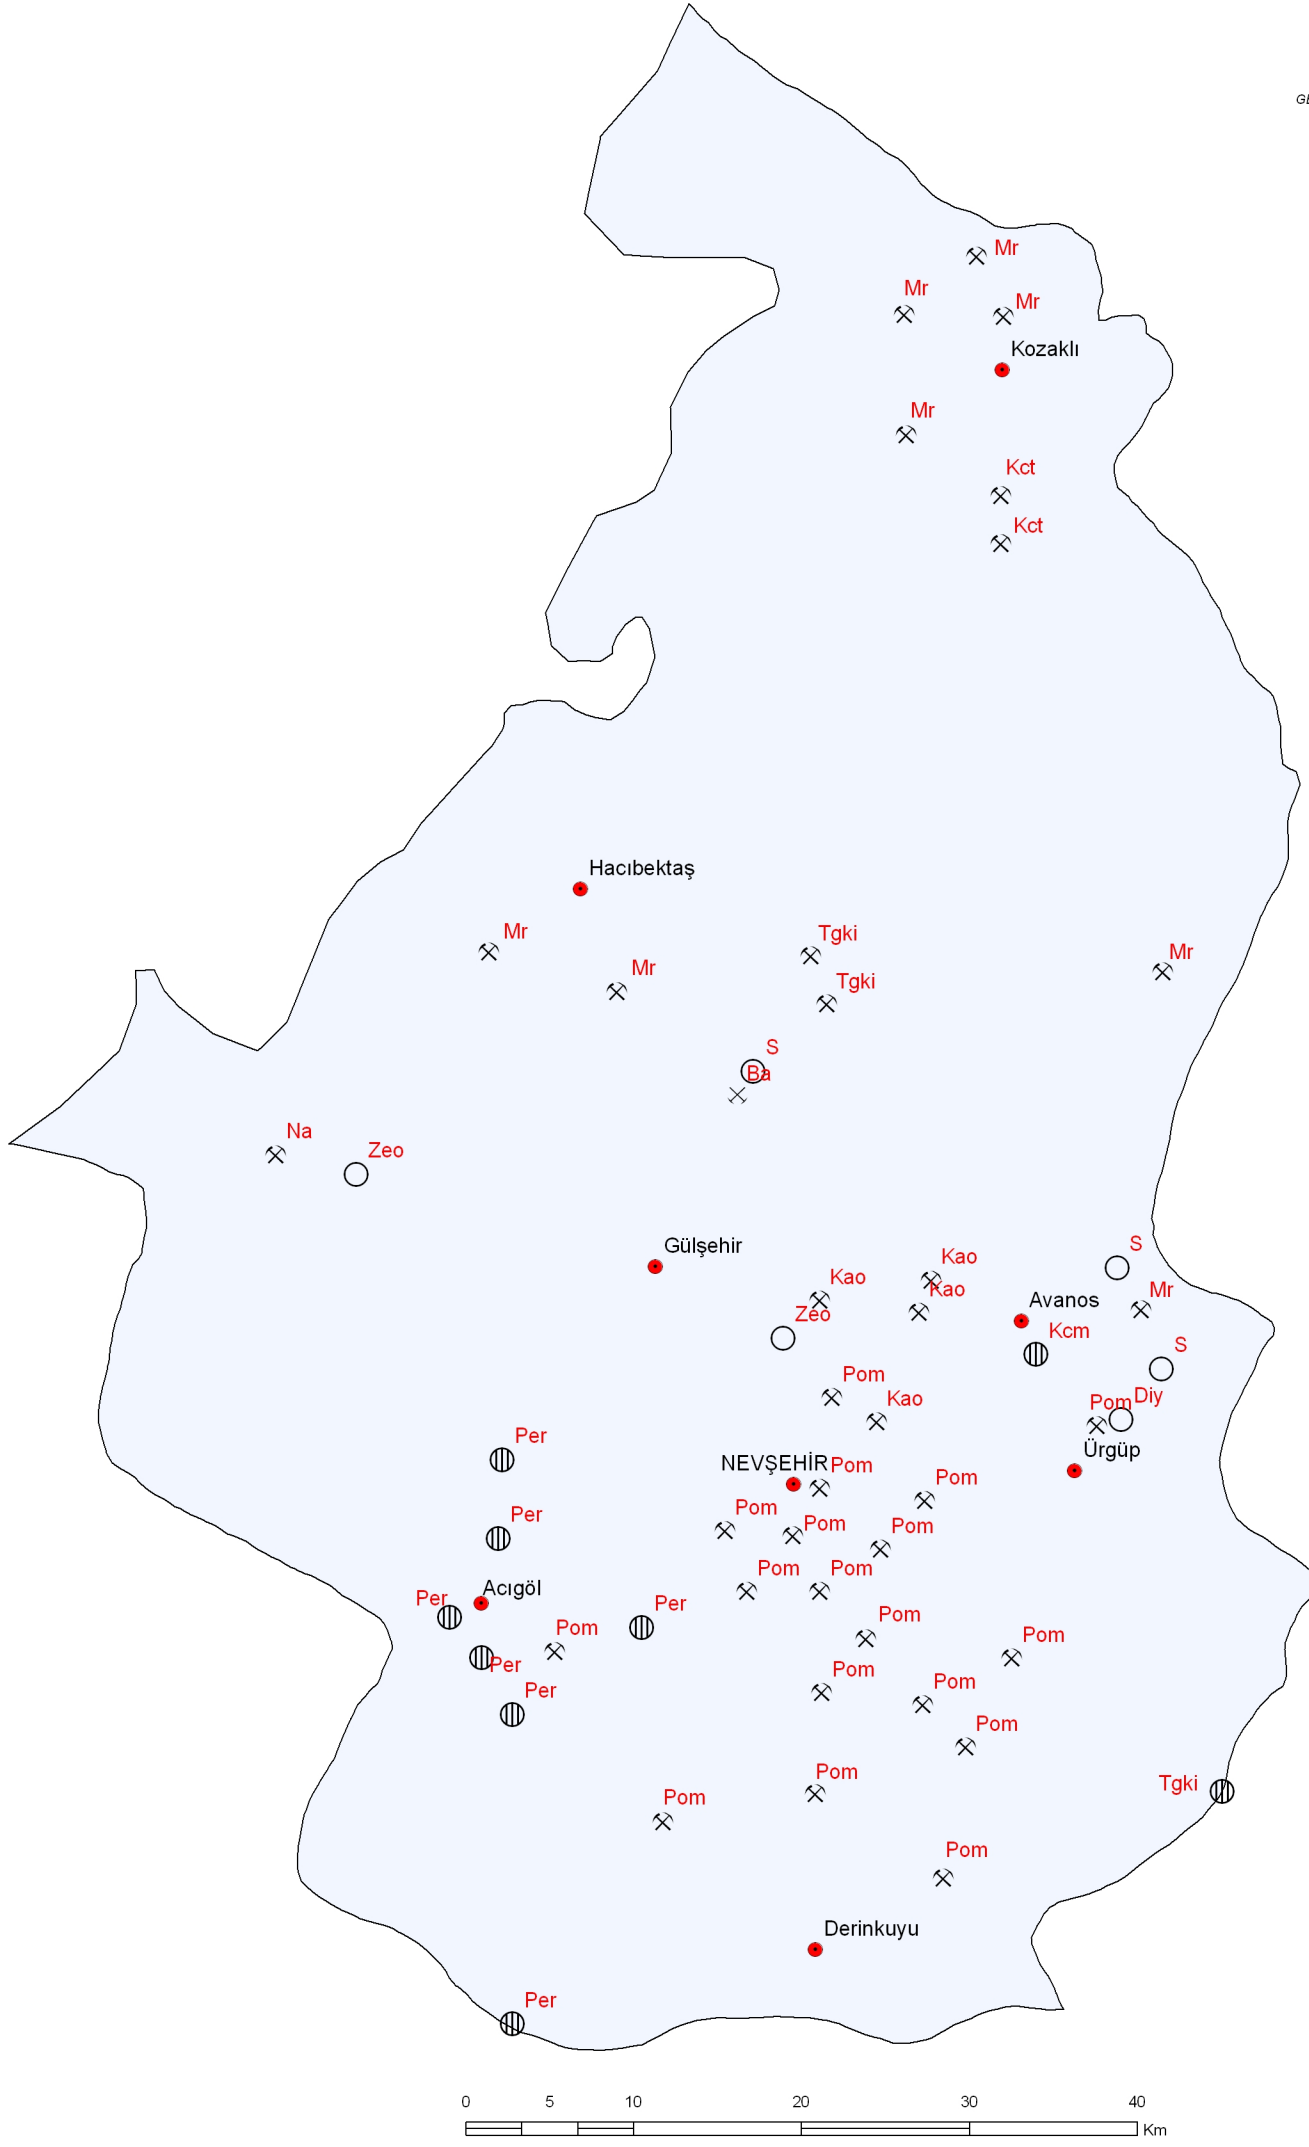 GE
Mr
Mr
Mr
Kozaklı
Mr
Kct
Kct
Hacıbektaş
Mr
Tgki
Mr
Mr
Tgki
S
Ba
Na
Zeo
Gülşehir
S
Kao
Kao
Kao
Mr
Avanos
Zeo
Kcm
S
Pom
Diy
Kao
Pom
Per
Ürgüp
NEVŞEHİR
Pom
Pom
Per
Pom
Pom
Pom
Acıgöl
Pom
Pom
Per
Per
Pom
Pom
Pom
Per
Pom
Per
Pom
Pom
Pom
Tgki
Pom
Pom
Derinkuyu
Per
0 5 10 20 30 40
Km